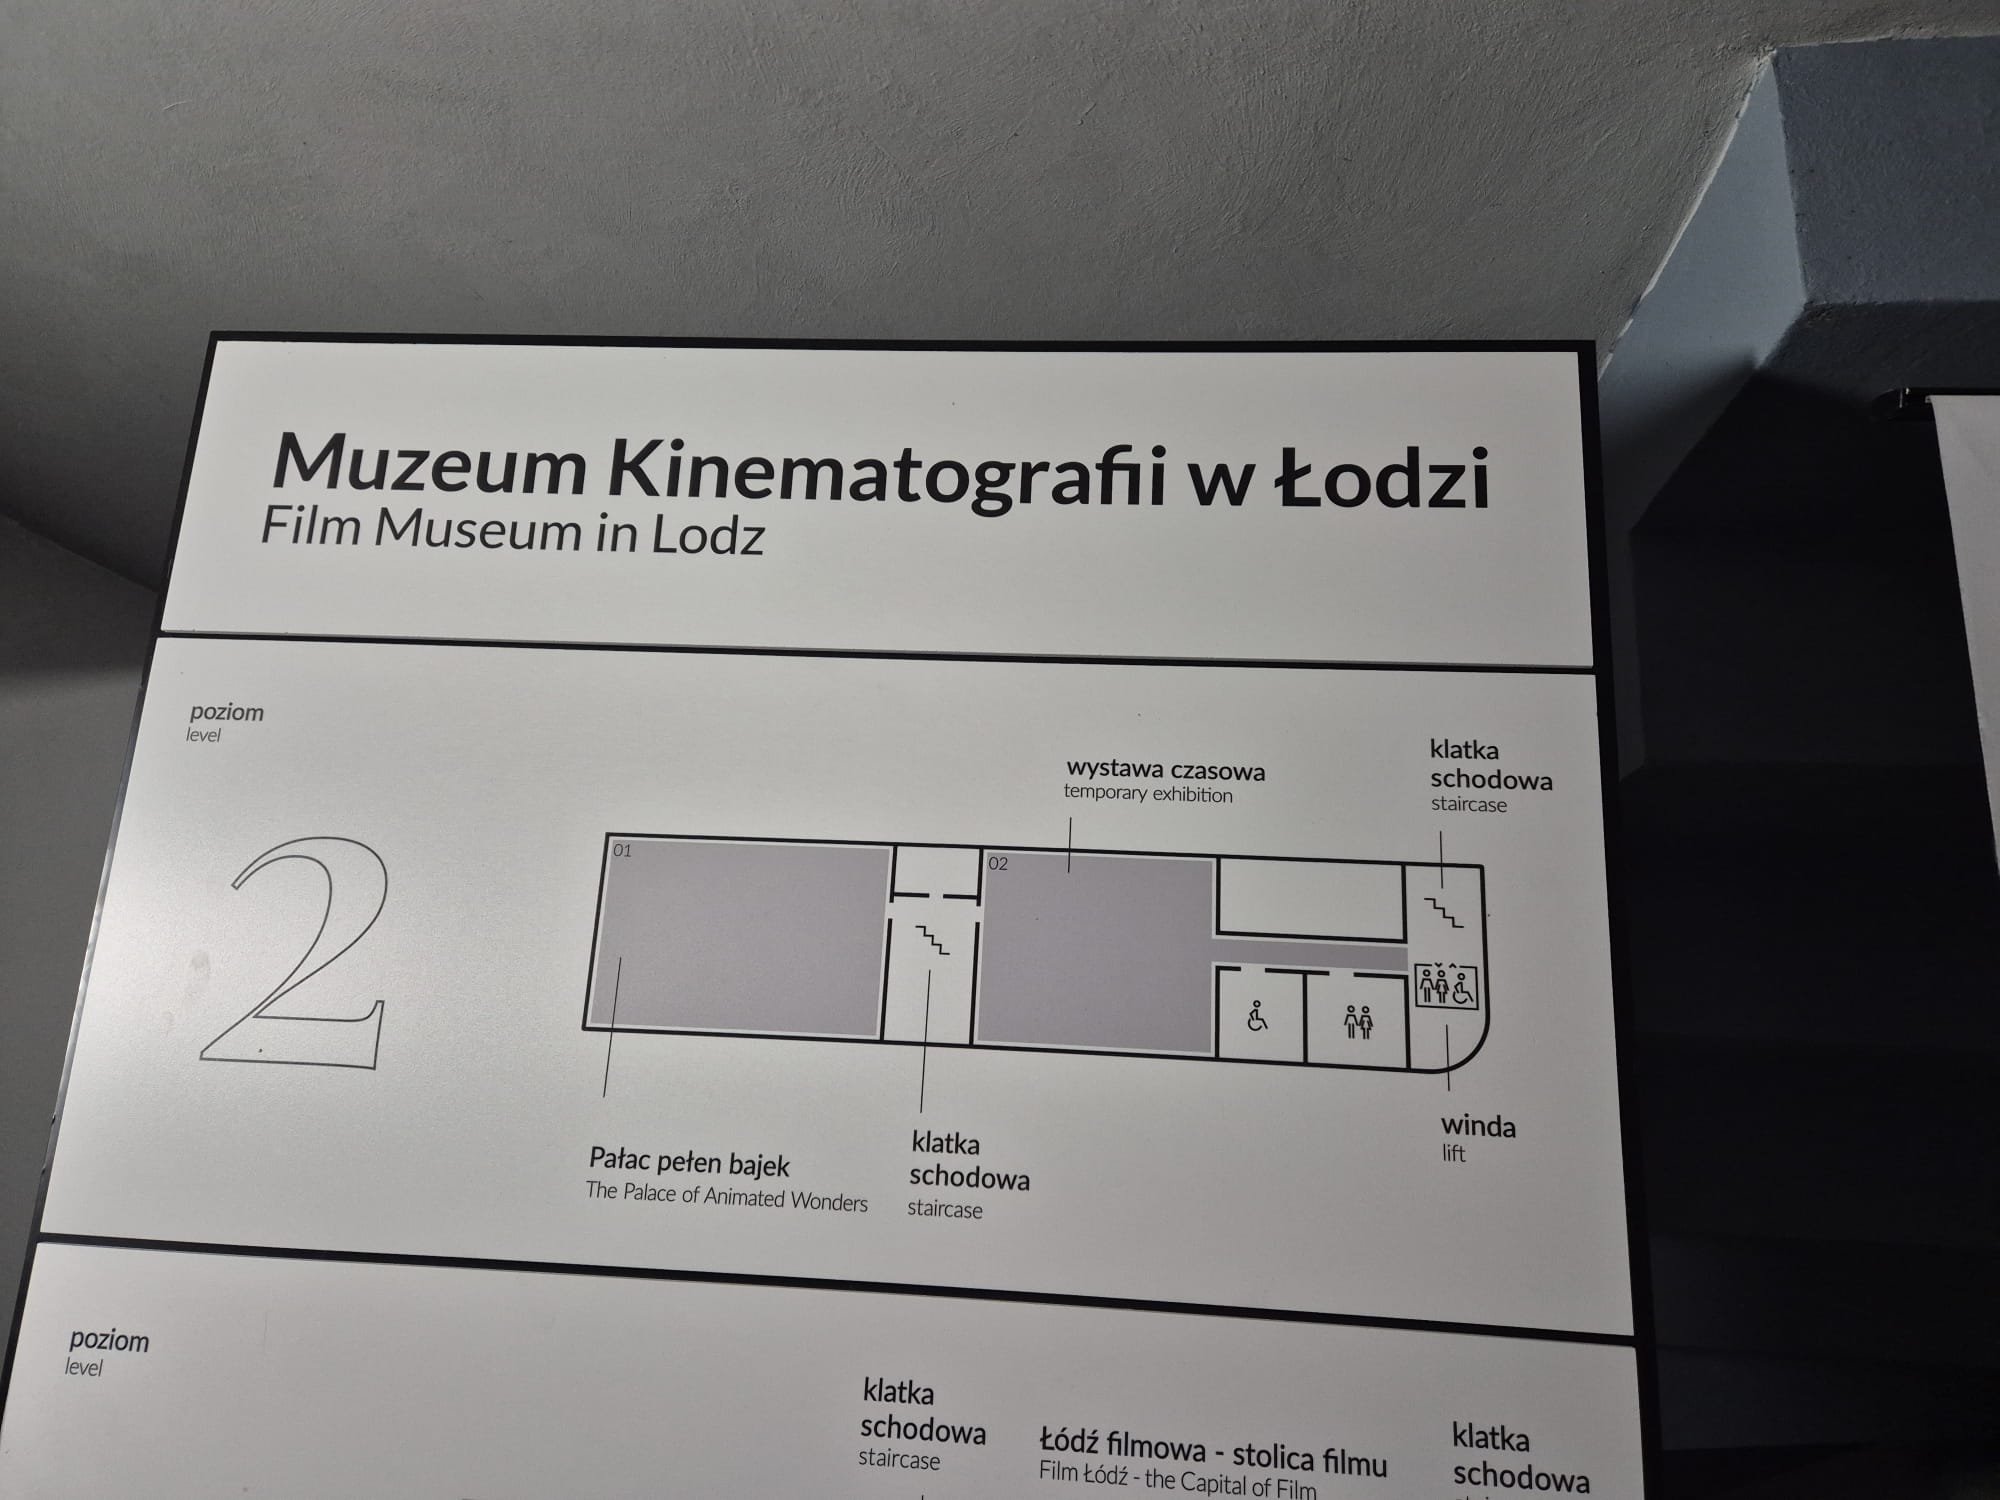 Muzeum Kinematografii w Łodzi
Film Museum in Lodz
poziom
level
2
wystawa czasowa
temporary exhibition
klatka
schodowa
staircase
01
02
Pałac pełen bajek
The Palace of Animated Wonders
klatka
schodowa
staircase
winda
lift
poziom
level
klatka
schodowa
staircase
Łódź filmowa - stolica filmu
Film Łódź - the Capital of Film
klatka
schodowa